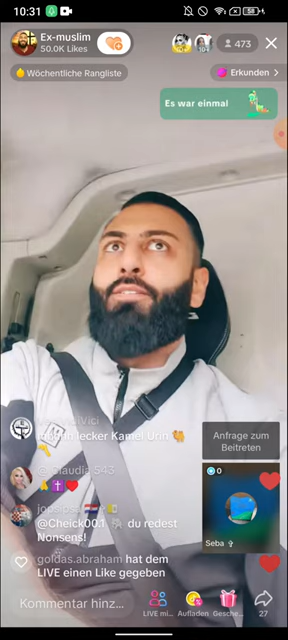 10:31
58
Ex-muslim
50.0K Likes
473
Wöchentliche Rangliste
Erkunden >
Es war einmal
lecker Kamel Urin 🐫
Anfrage zum
Beitreten
@Claudia 543
🙏✝️❤️
0
@Cheick00.1 du redest
Nonsens!
Seba ✞
goldas.abraham hat dem
LIVE einen Like gegeben
Kommentar hinz...
LIVE mi...
Aufladen
Gesche...
27